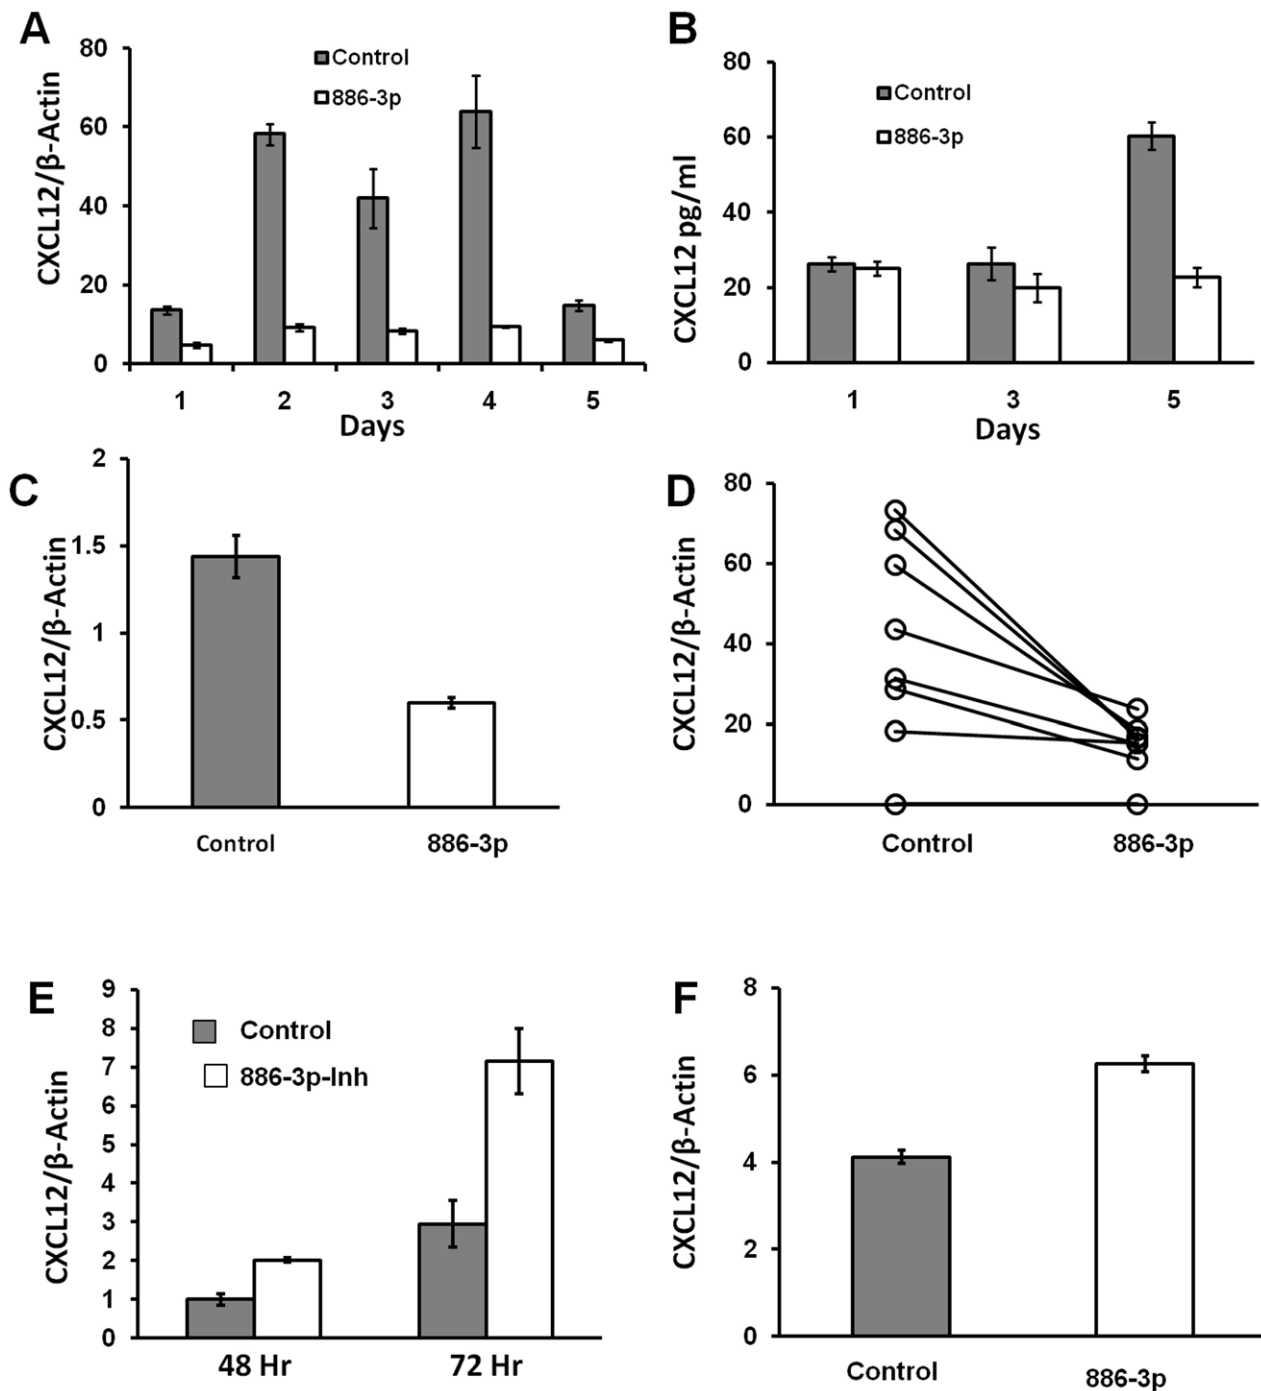 A
CXCL12/β-Actin
80
60
40
20
0
Control
886-3p
1 2 3 4 5
Days
B
CXCL12 pg/ml
80
60
40
20
0
Control
886-3p
1 3 5
Days
C
CXCL12/β-Actin
2
1.5
1
0.5
0
Control 886-3p
D
CXCL12/β-Actin
80
60
40
20
0
Control 886-3p
E
CXCL12/β-Actin
9
8
7
6
5
4
3
2
1
0
Control
886-3p-Inh
48 Hr 72 Hr
F
CXCL12/β-Actin
8
6
4
2
0
Control 886-3p